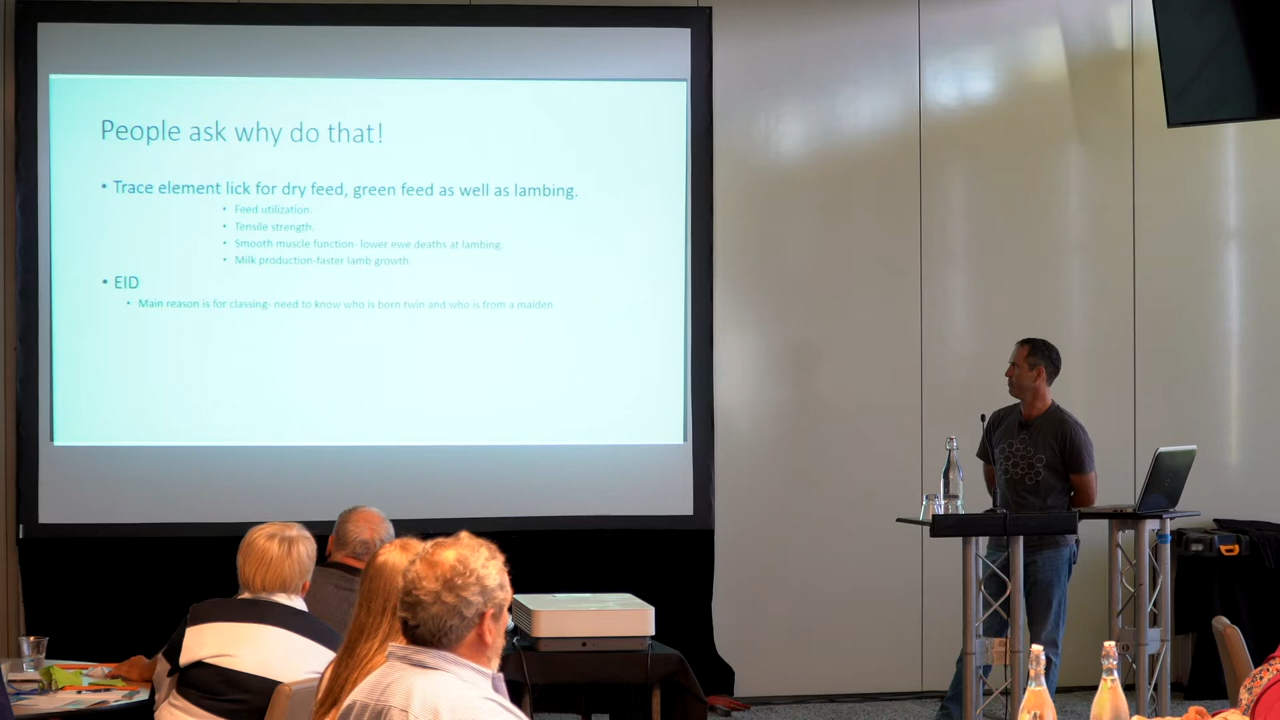 People ask why do that!
• Trace element lick for dry feed, green feed as well as lambing.
• Feed utilization.
• Tensile strength.
• Smooth muscle function- lower ewe deaths at lambing.
• Milk production-faster lamb growth.
• EID
• Main reason is for classing- need to know who is born twin and who is from a maiden